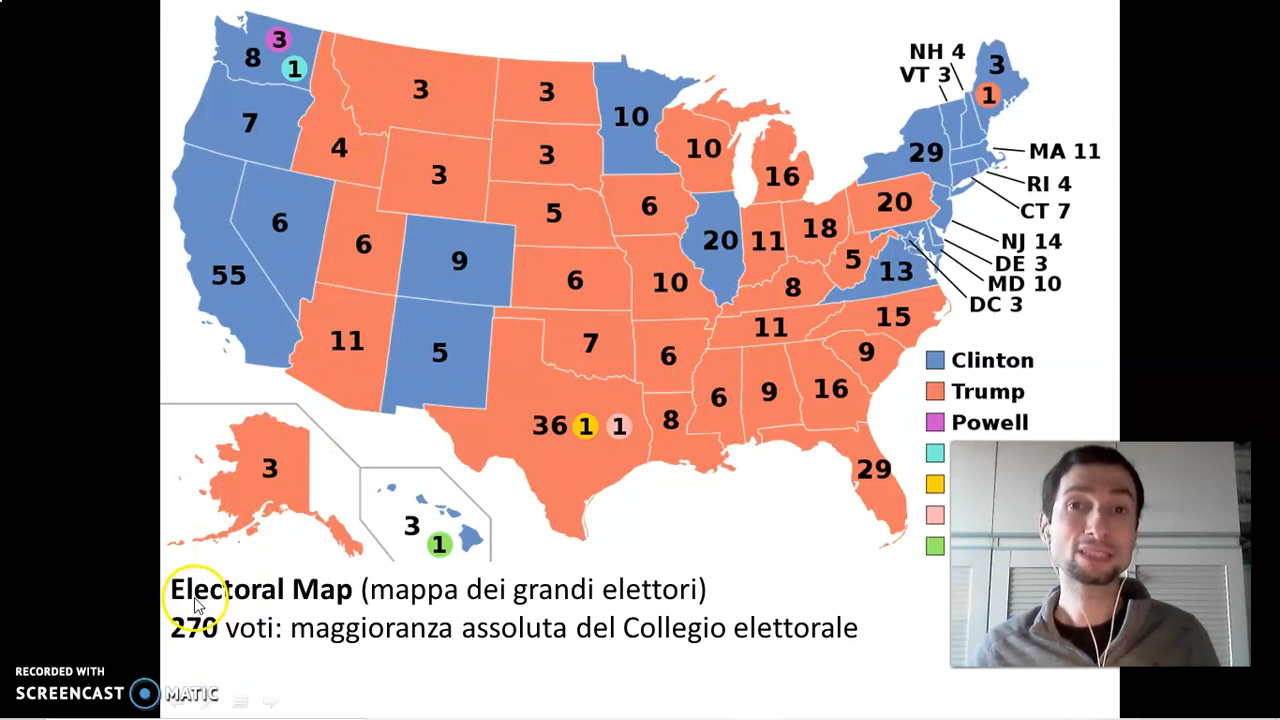 NH 4
VT 3
8 3 1
3
3
10
3
1
7
4
3
3
10
16
29
MA 11
RI 4
CT 7
NJ 14
DE 3
MD 10
DC 3
55
6
6
9
5
6
6
10
20
11
18
20
5
13
8
11
5
7
6
11
15
9
6
9
16
36 1 1
8
29
3
3
1
Clinton
Trump
Powell
Electoral Map (mappa dei grandi elettori)
270 voti: maggioranza assoluta del Collegio elettorale
RECORDED WITH
SCREENCAST MATIC